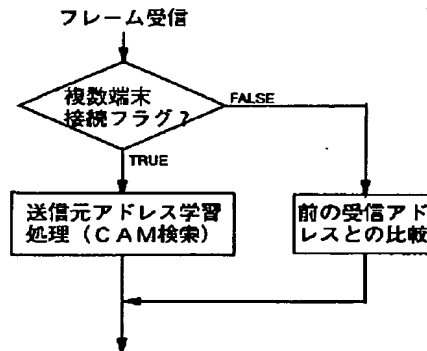 フレーム受信
複数端末
接続フラグ?
FALSE
TRUE
送信元アドレス学習
処理(CAM検索)
前の受信アド
レスとの比較